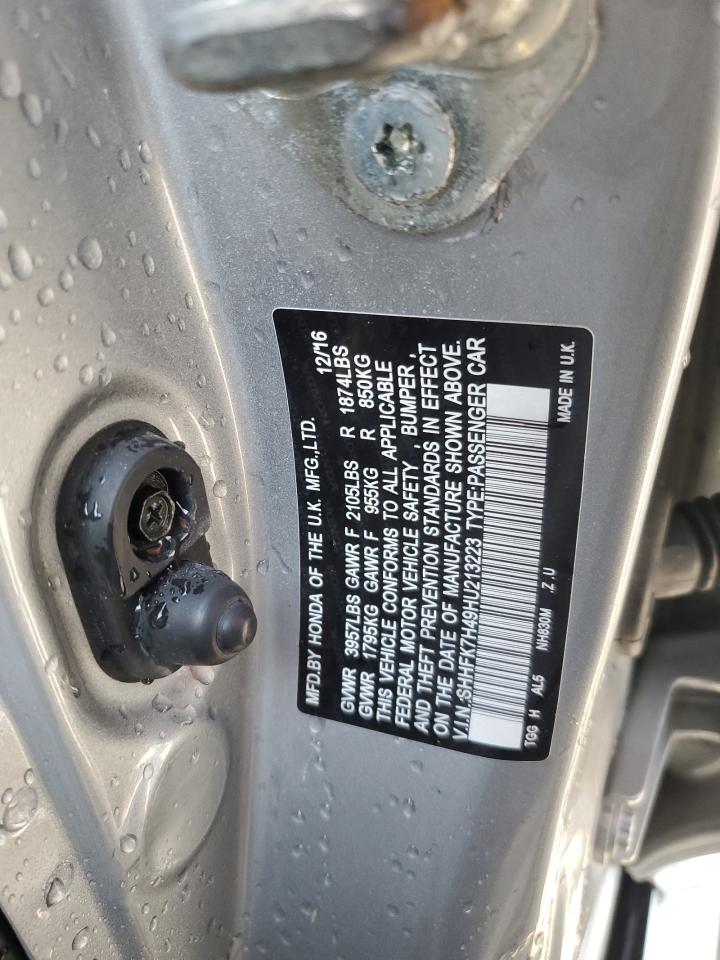 MFD.BY HONDA OF THE U.K. MFG.,LTD. 12/16
GVWR 3957LBS GAWR F 2105LBS R 1874LBS
GVWR 1795KG GAWR F 955KG R 850KG
THIS VEHICLE CONFORMS TO ALL APPLICABLE
FEDERAL MOTOR VEHICLE SAFETY , BUMPER ,
AND THEFT PREVENTION STANDARDS IN EFFECT
ON THE DATE OF MANUFACTURE SHOWN ABOVE.
V.I.N.:SHHFK7H49HU213223 TYPE:PASSENGER CAR
TGG H AL5 NH830M .Z .U MADE IN U.K.